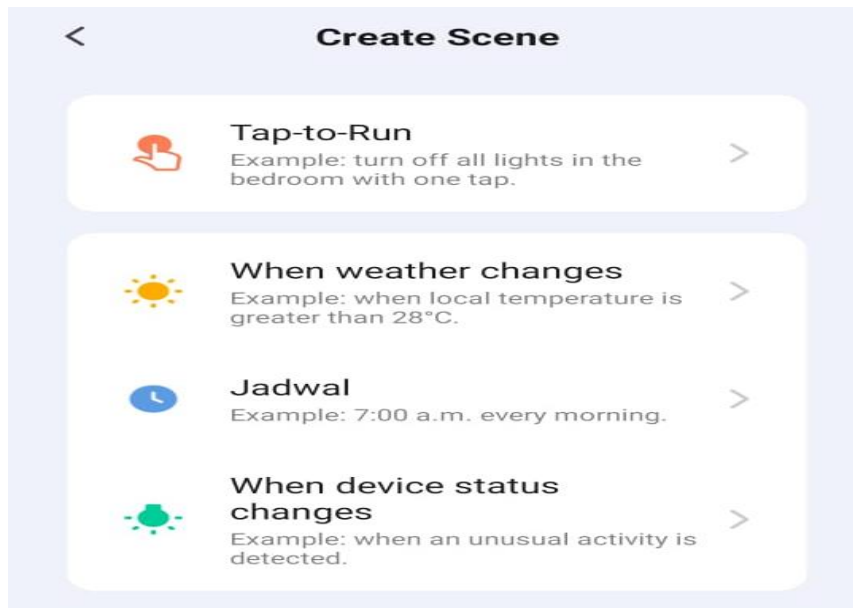 Create Scene
Tap-to-Run
Example: turn off all lights in the
bedroom with one tap.
When weather changes
Example: when local temperature is
greater than 28°C.
Jadwal
Example: 7:00 a.m. every morning.
When device status
changes
Example: when an unusual activity is
detected.